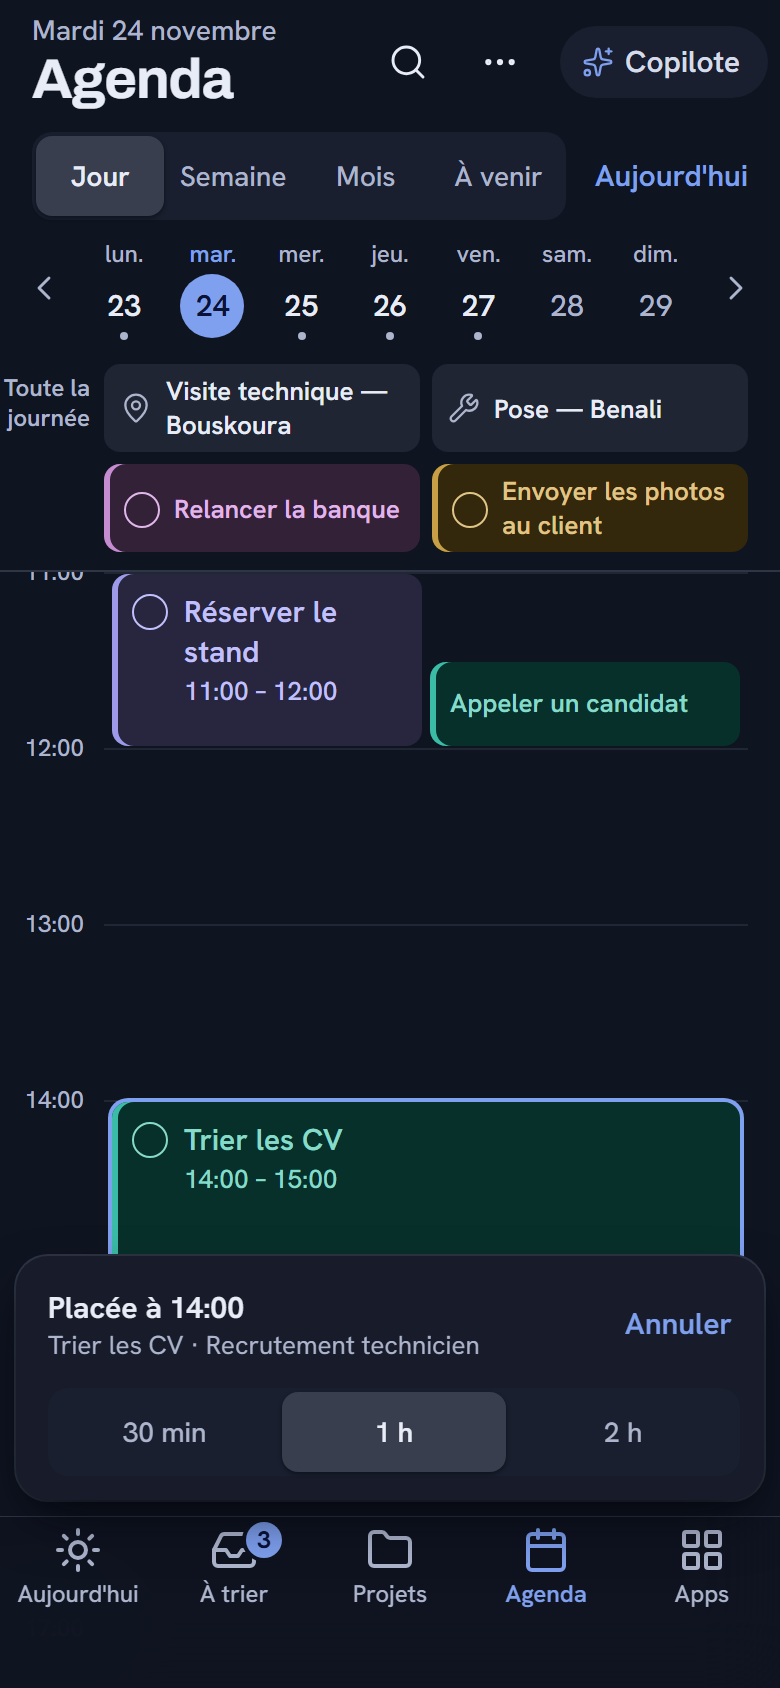 Mardi 24 novembre
Agenda
Copilote
Jour Semaine Mois À venir Aujourd'hui
lun. mar. mer. jeu. ven. sam. dim.
23 24 25 26 27 28 29
Toute la
journée
Visite technique —
Bouskoura
Pose — Benali
Relancer la banque
Envoyer les photos
au client
11:00
Réserver le
stand
11:00 – 12:00
Appeler un candidat
12:00
13:00
14:00
Trier les CV
14:00 – 15:00
Placée à 14:00
Trier les CV · Recrutement technicien
Annuler
30 min 1 h 2 h
3
Aujourd'hui À trier Projets Agenda Apps